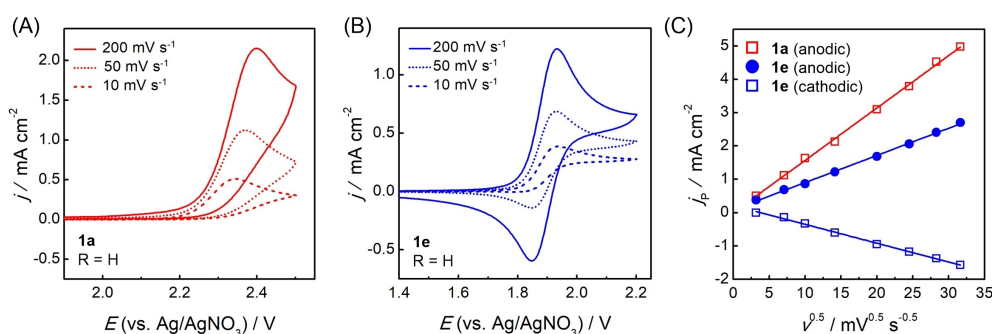 (A)
200 mV s⁻¹
50 mV s⁻¹
10 mV s⁻¹
2.0
1.5
1.0
0.5
0.0
-0.5
j / mA cm⁻²
1a
R = H
2.0 2.2 2.4
E (vs. Ag/AgNO₃) / V
(B)
200 mV s⁻¹
50 mV s⁻¹
10 mV s⁻¹
1.0
0.5
0.0
-0.5
j / mA cm⁻²
1e
R = H
1.4 1.6 1.8 2.0 2.2
E (vs. Ag/AgNO₃) / V
(C)
1a (anodic)
1e (anodic)
1e (cathodic)
5
4
3
2
1
0
-1
-2
jₚ / mA cm⁻²
0 5 10 15 20 25 30 35
ν⁰·⁵ / mV⁰·⁵ s⁻⁰·⁵